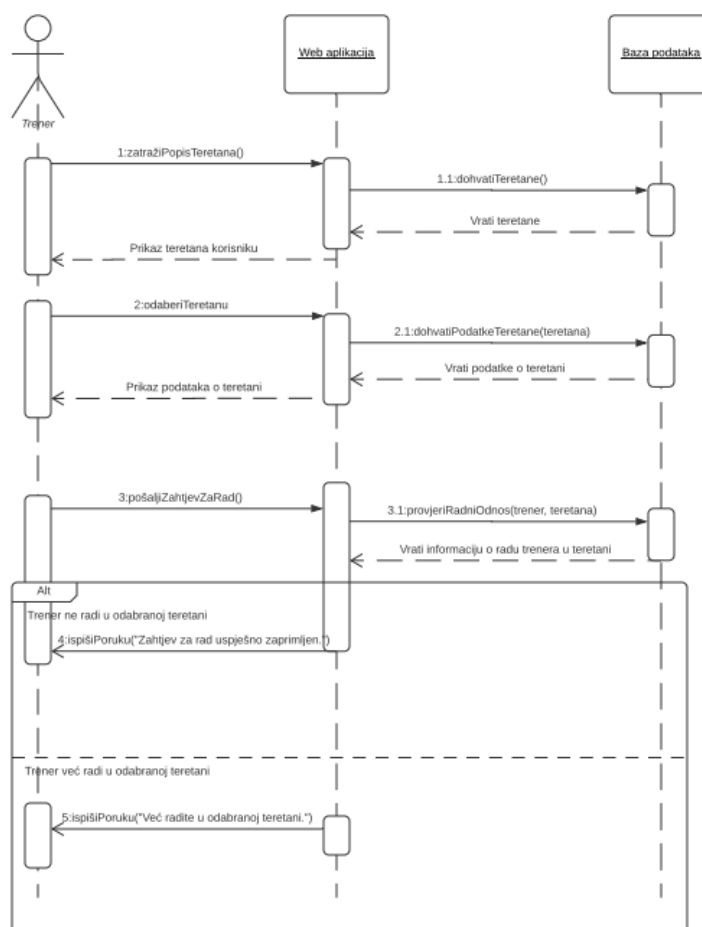 Web aplikacija
Baza podataka
Trener
1:zatražiPopisTeretana()
1.1:dohvatiTeretane()
Vrati teretane
Prikaz teretana korisniku
2:odaberiTeretanu
2.1:dohvatiPodatkeTeretane(teretana)
Vrati podatke o teretani
Prikaz podataka o teretani
3:pošaljiZahtjevZaRad()
3.1:provjeriRadniOdnos(trener, teretana)
Vrati informaciju o radu trenera u teretani
Alt
Trener ne radi u odabranoj teretani
4:ispišiPoruku("Zahtjev za rad uspješno zaprimljen.")
Trener već radi u odabranoj teretani
5:ispišiPoruku("Već radite u odabranoj teretani.")